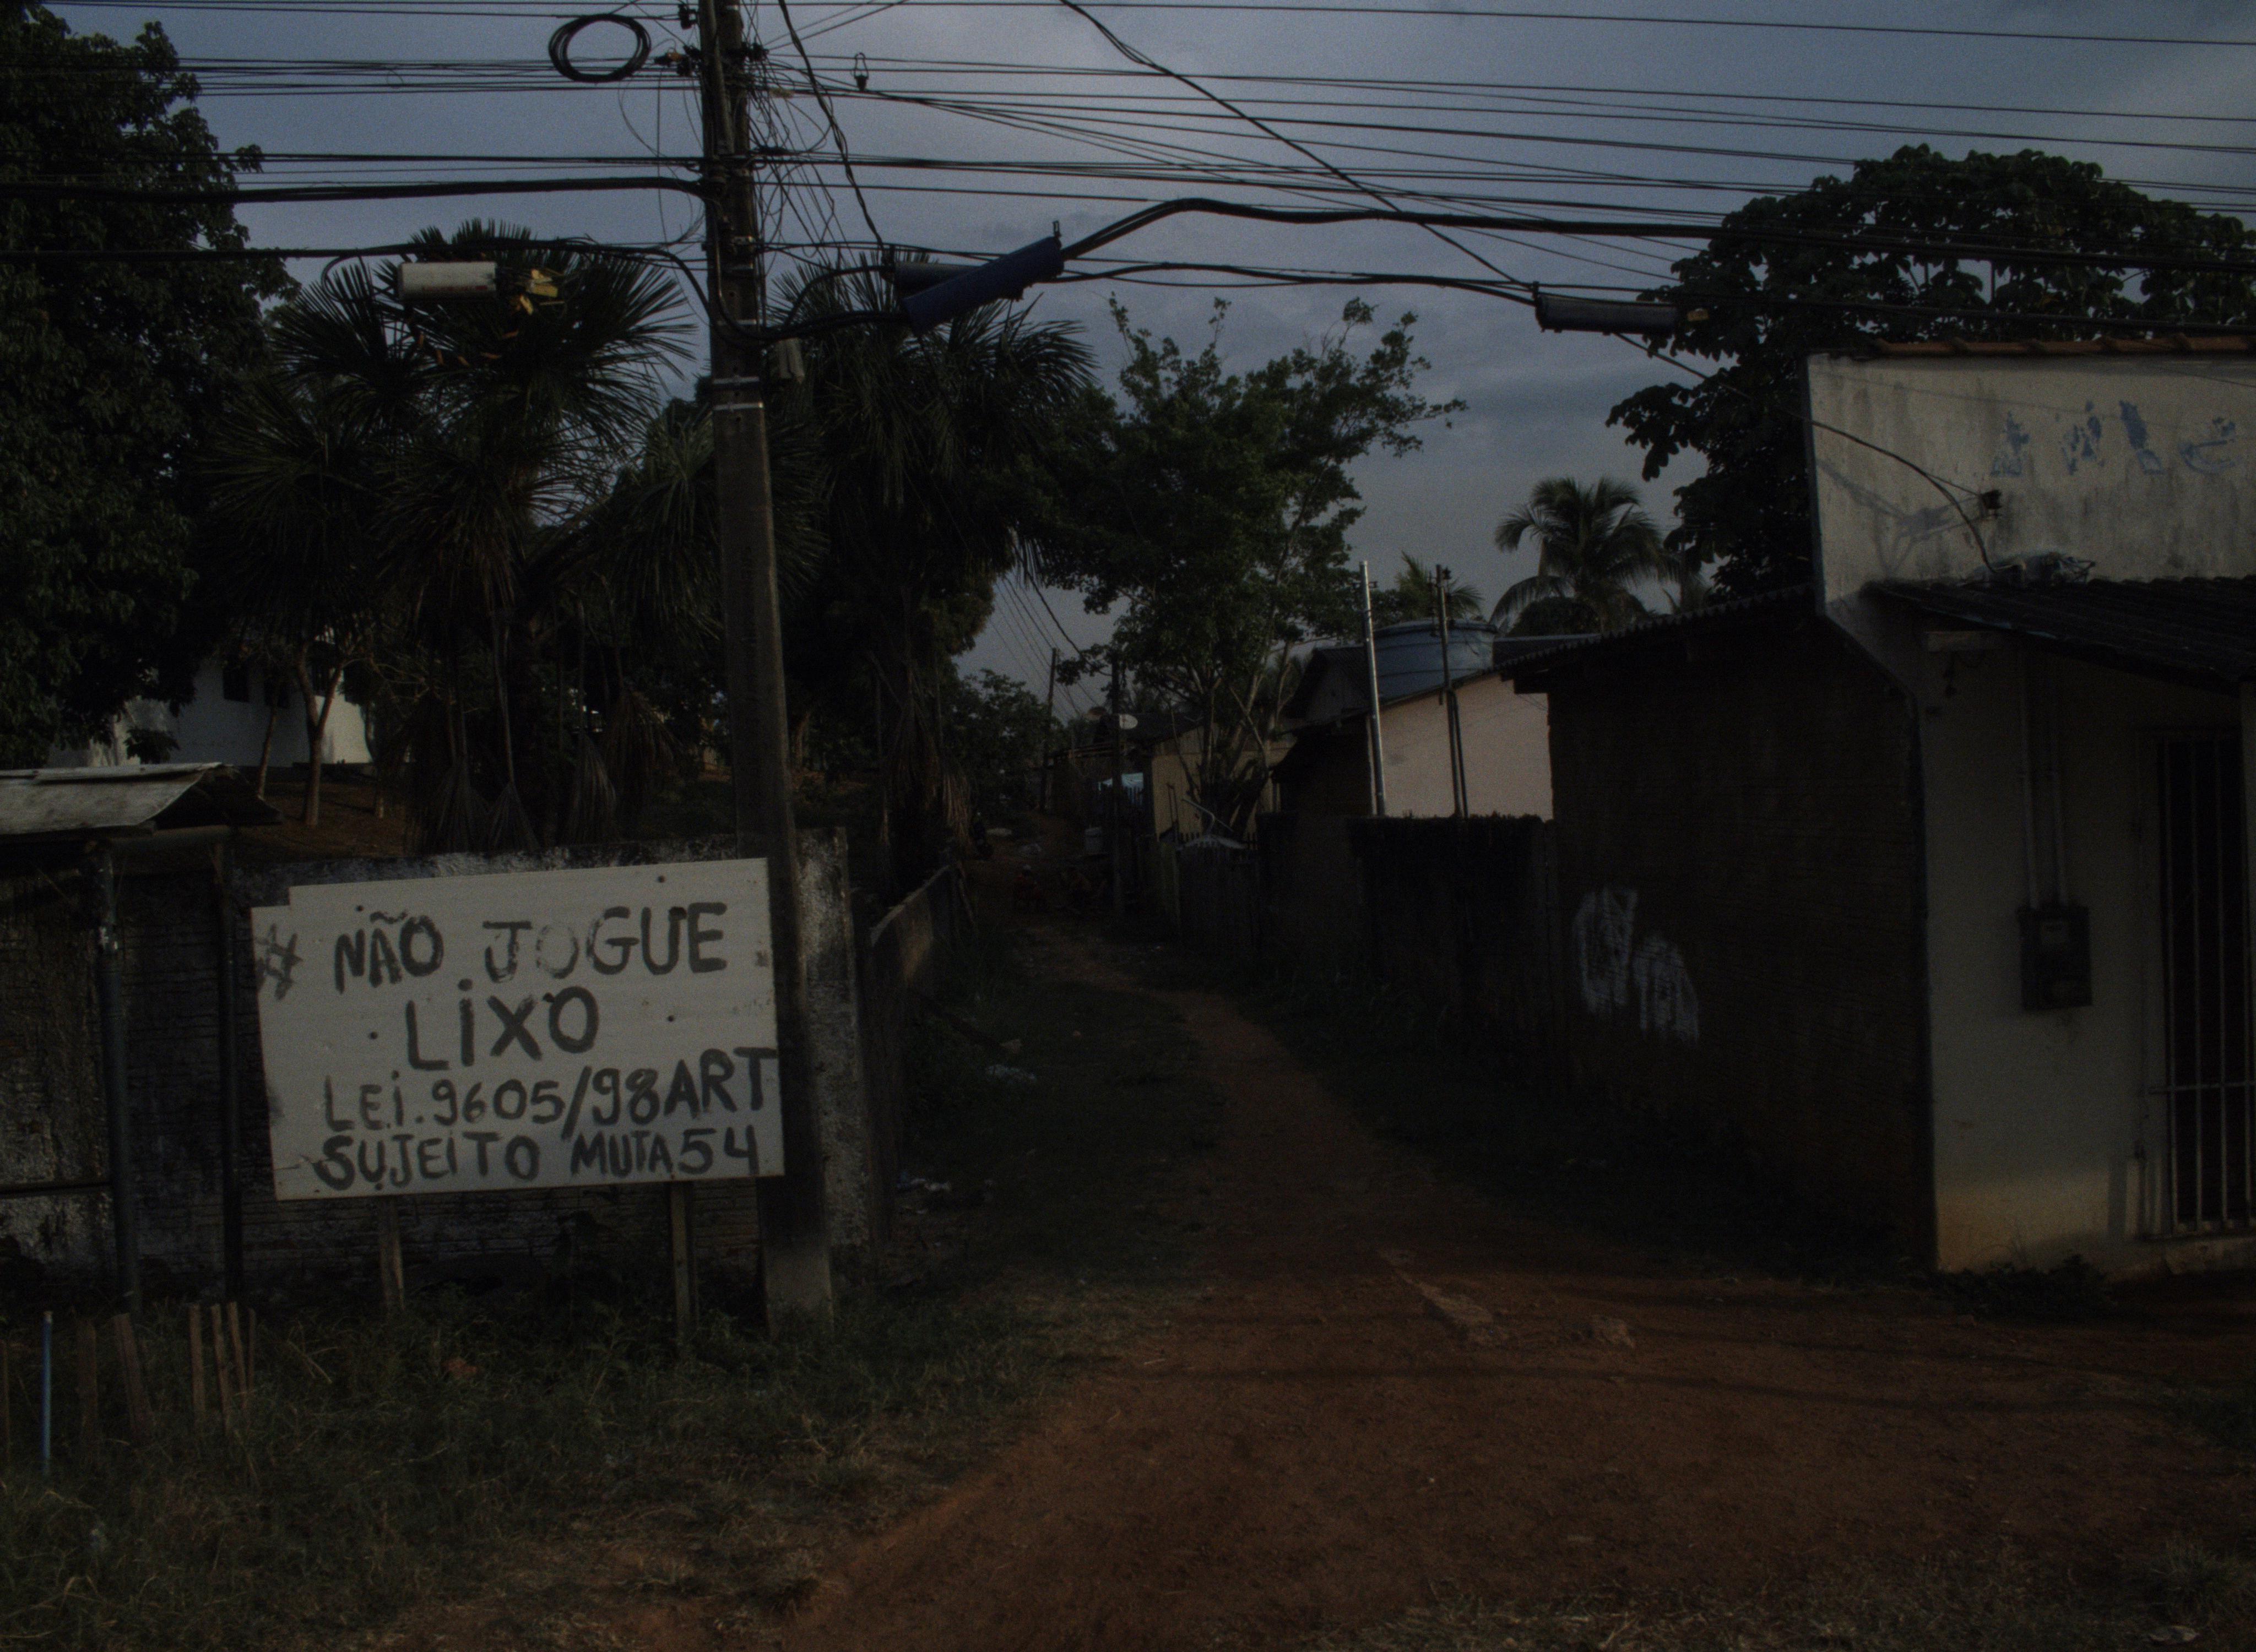 # NÃO JOGUE
LiXO
LEi.9605/98ART
SUJEITO MUTA54